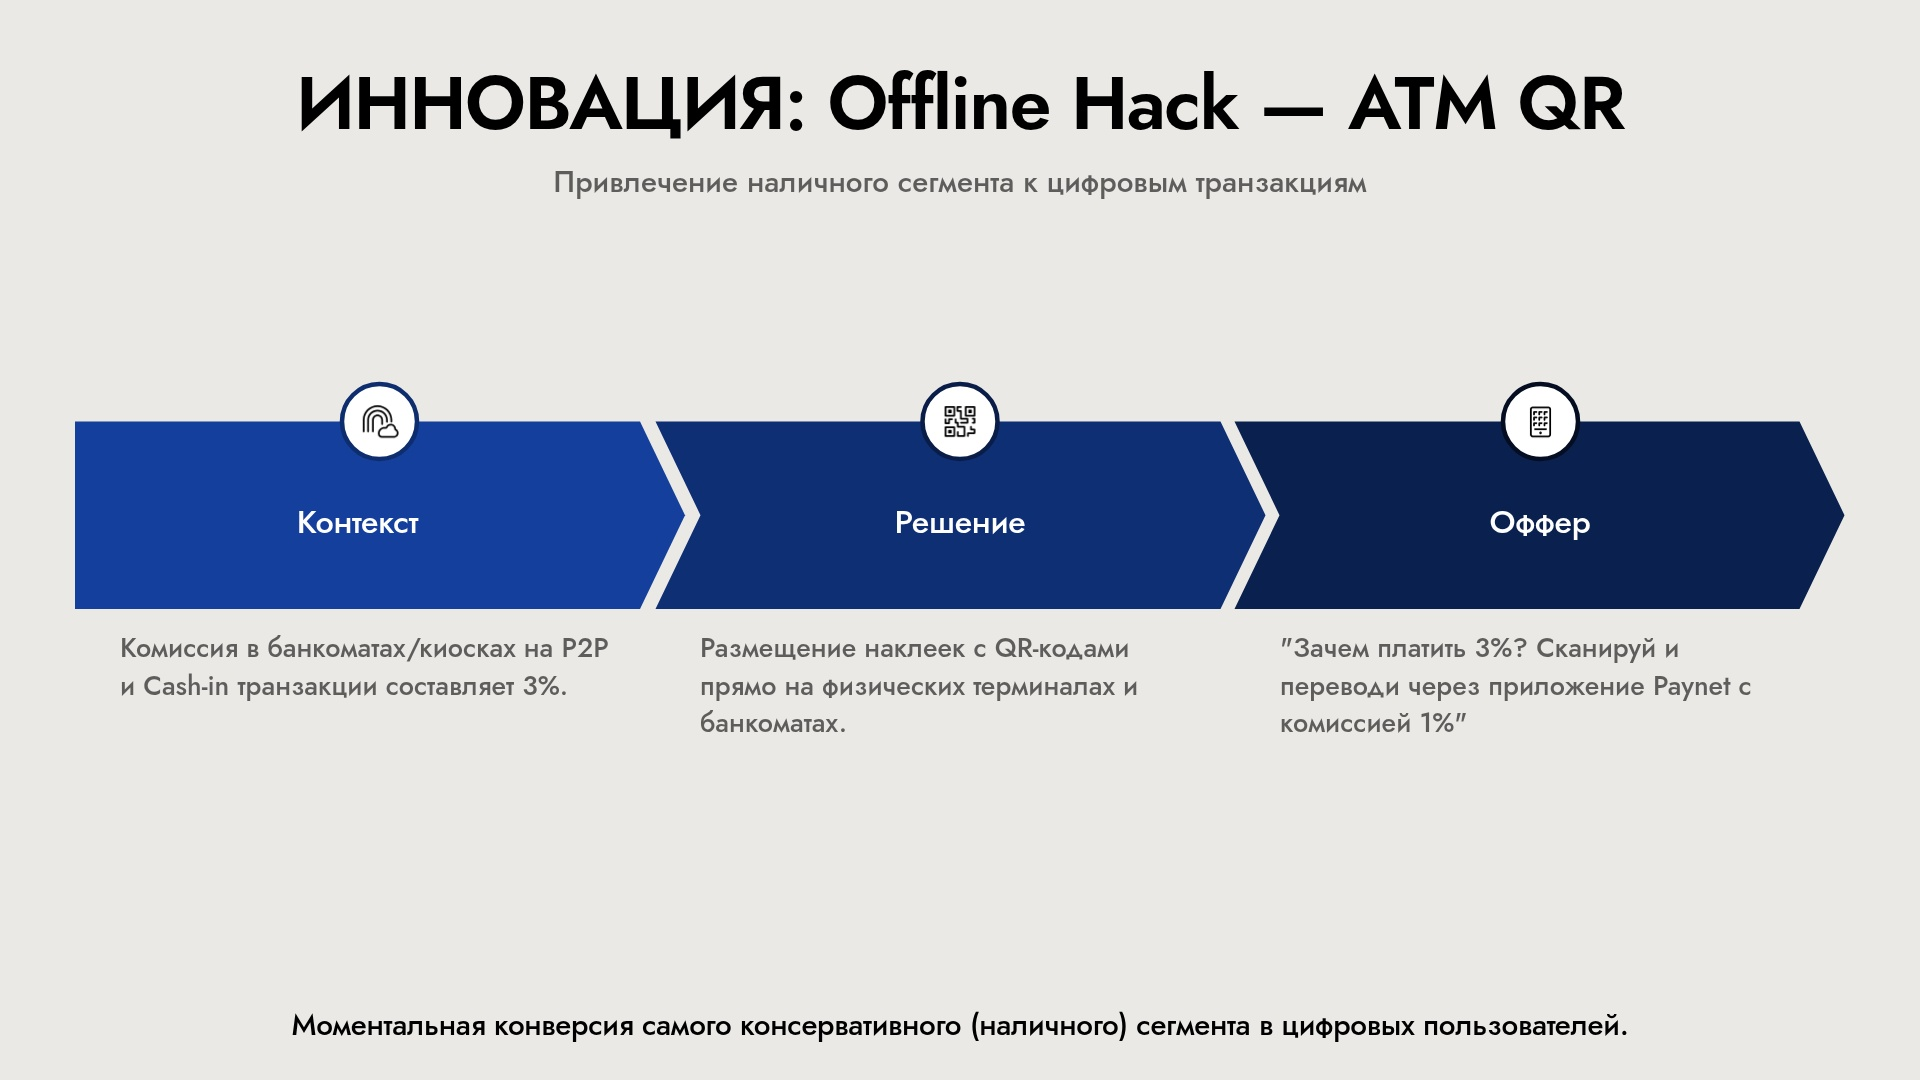 ИННОВАЦИЯ: Offline Hack — ATM QR
Привлечение наличного сегмента к цифровым транзакциям
Контекст
Комиссия в банкоматах/киосках на P2P
и Cash-in транзакции составляет 3%.
Решение
Размещение наклеек с QR-кодами
прямо на физических терминалах и
банкоматах.
Оффер
"Зачем платить 3%? Сканируй и
переводи через приложение Paynet с
комиссией 1%"
Моментальная конверсия самого консервативного (наличного) сегмента в цифровых пользователей.